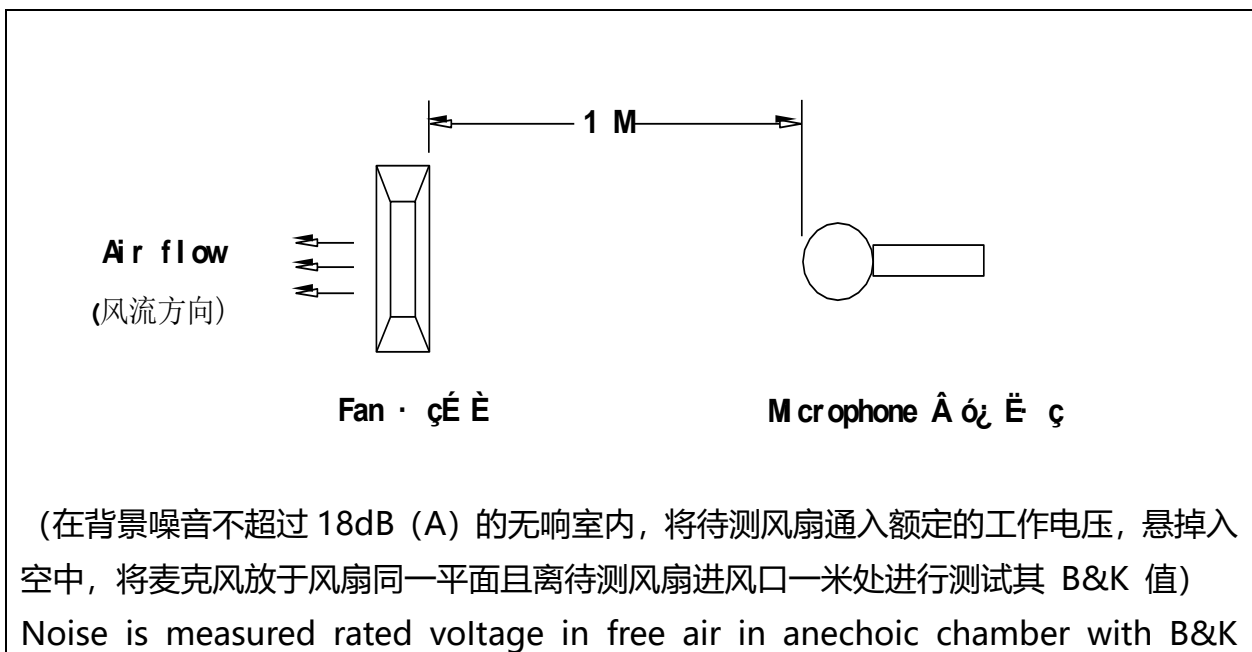 1 M
Air flow
(风流方向)
Fan · çÉ È
Microphone Â ó¿ Ë· ç
（在背景噪音不超过 18dB（A）的无响室内，将待测风扇通入额定的工作电压，悬掉入
空中，将麦克风放于风扇同一平面且离待测风扇进风口一米处进行测试其 B&K 值）
Noise is measured rated voltage in free air in anechoic chamber with B&K